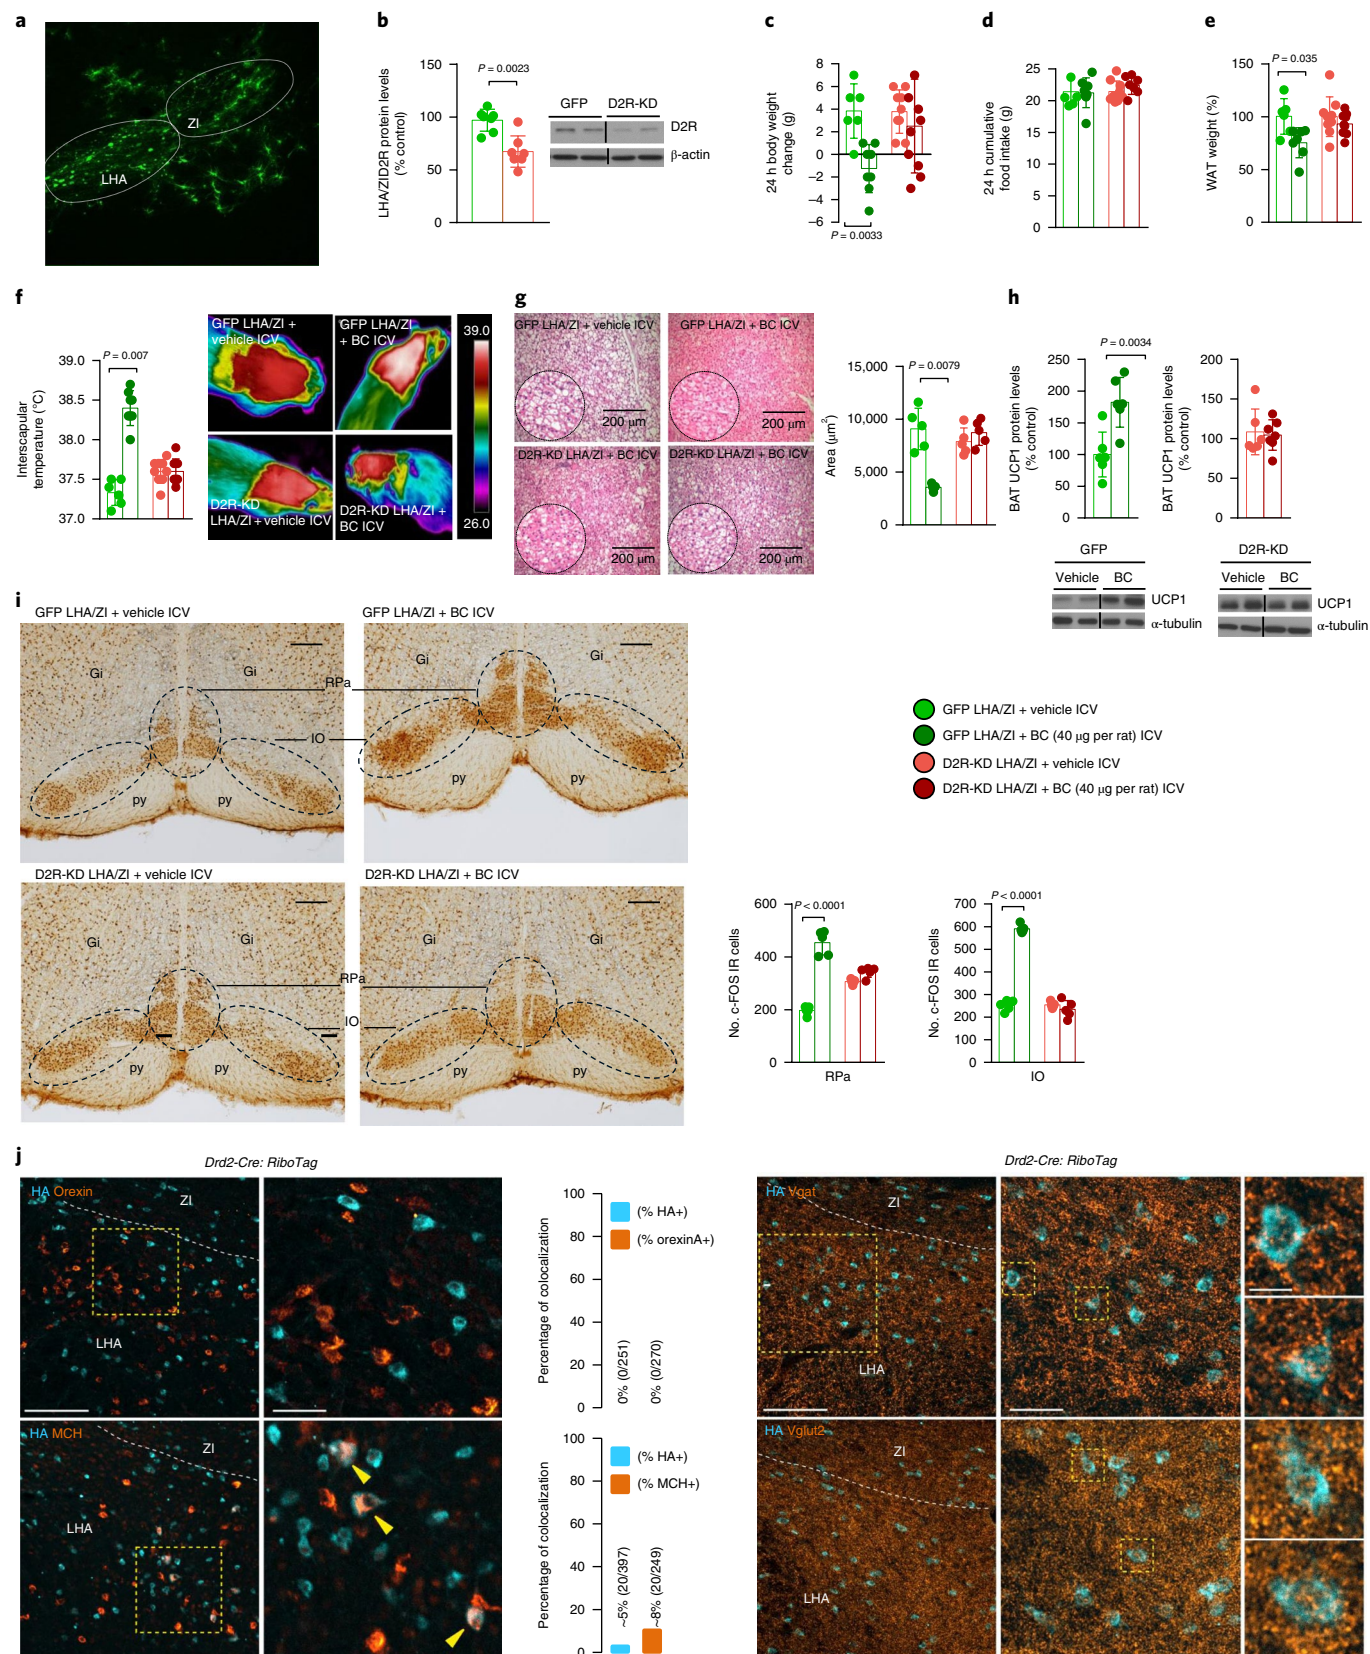 a
ZI
LHA
b
LHA/ZID2R protein levels
(% control)
150
100
50
0
P = 0.0023
GFP D2R-KD
D2R
β-actin
c
24 h body weight
change (g)
8
6
4
2
0
−2
−4
−6
P = 0.0033
d
24 h cumulative
food intake (g)
25
20
15
10
5
0
e
WAT weight (%)
150
100
50
0
P = 0.035
f
Interscapular
temperature (°C)
39.0
38.5
38.0
37.5
37.0
P = 0.007
GFP LHA/ZI +
vehicle ICV
GFP LHA/ZI
+ BC ICV
D2R-KD
LHA/ZI + vehicle ICV
D2R-KD LHA/ZI +
BC ICV
39.0
26.0
g
GFP LHA/ZI + vehicle ICV
GFP LHA/ZI + BC ICV
200 μm
200 μm
D2R-KD LHA/ZI + BC ICV
D2R-KD LHA/ZI + BC ICV
200 μm
200 μm
Area (μm²)
15,000
10,000
5,000
0
P = 0.0079
h
BAT UCP1 protein levels
(% control)
250
200
150
100
50
0
P = 0.0034
BAT UCP1 protein levels
(% control)
200
150
100
50
0
GFP
Vehicle BC
UCP1
α-tubulin
D2R-KD
Vehicle BC
UCP1
α-tubulin
i
GFP LHA/ZI + vehicle ICV
GFP LHA/ZI + BC ICV
Gi
Gi
RPa
IO
py
py
Gi
Gi
py
py
D2R-KD LHA/ZI + vehicle ICV
D2R-KD LHA/ZI + BC ICV
Gi
Gi
RPa
IO
py
py
Gi
Gi
py
py
GFP LHA/ZI + vehicle ICV
GFP LHA/ZI + BC (40 μg per rat) ICV
D2R-KD LHA/ZI + vehicle ICV
D2R-KD LHA/ZI + BC (40 μg per rat) ICV
No. c-FOS IR cells
600
400
200
0
P < 0.0001
RPa
No. c-FOS IR cells
700
600
500
400
300
200
100
0
P < 0.0001
IO
j
Drd2-Cre: RiboTag
HA Orexin
ZI
LHA
HA MCH
ZI
LHA
Percentage of colocalization
100
80
60
40
20
0
(% HA+)
(% orexinA+)
0% (0/251)
0% (0/270)
Percentage of colocalization
100
80
60
40
20
0
(% HA+)
(% MCH+)
~5% (20/397)
~8% (20/249)
Drd2-Cre: RiboTag
HA Vgat
ZI
LHA
HA Vglut2
ZI
LHA